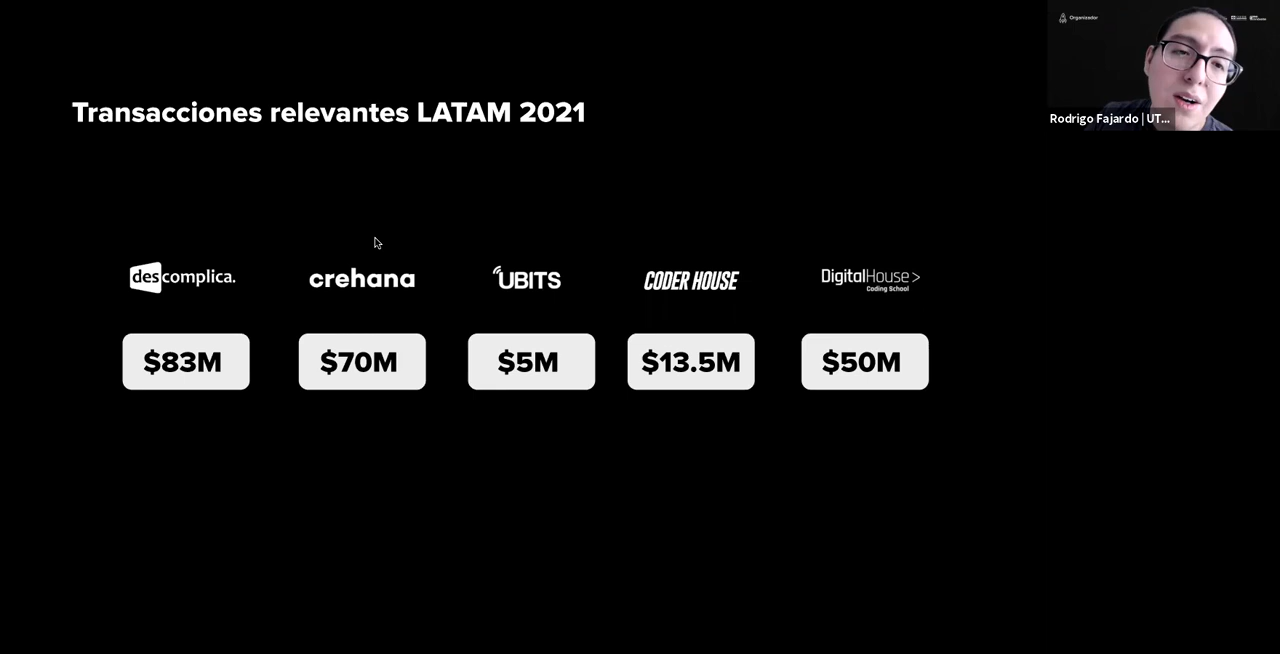 Organizador
Transacciones relevantes LATAM 2021
Rodrigo Fajardo | UT...
descomplica.
crehana
UBITS
CODER HOUSE
DigitalHouse>
Coding School
$83M
$70M
$5M
$13.5M
$50M